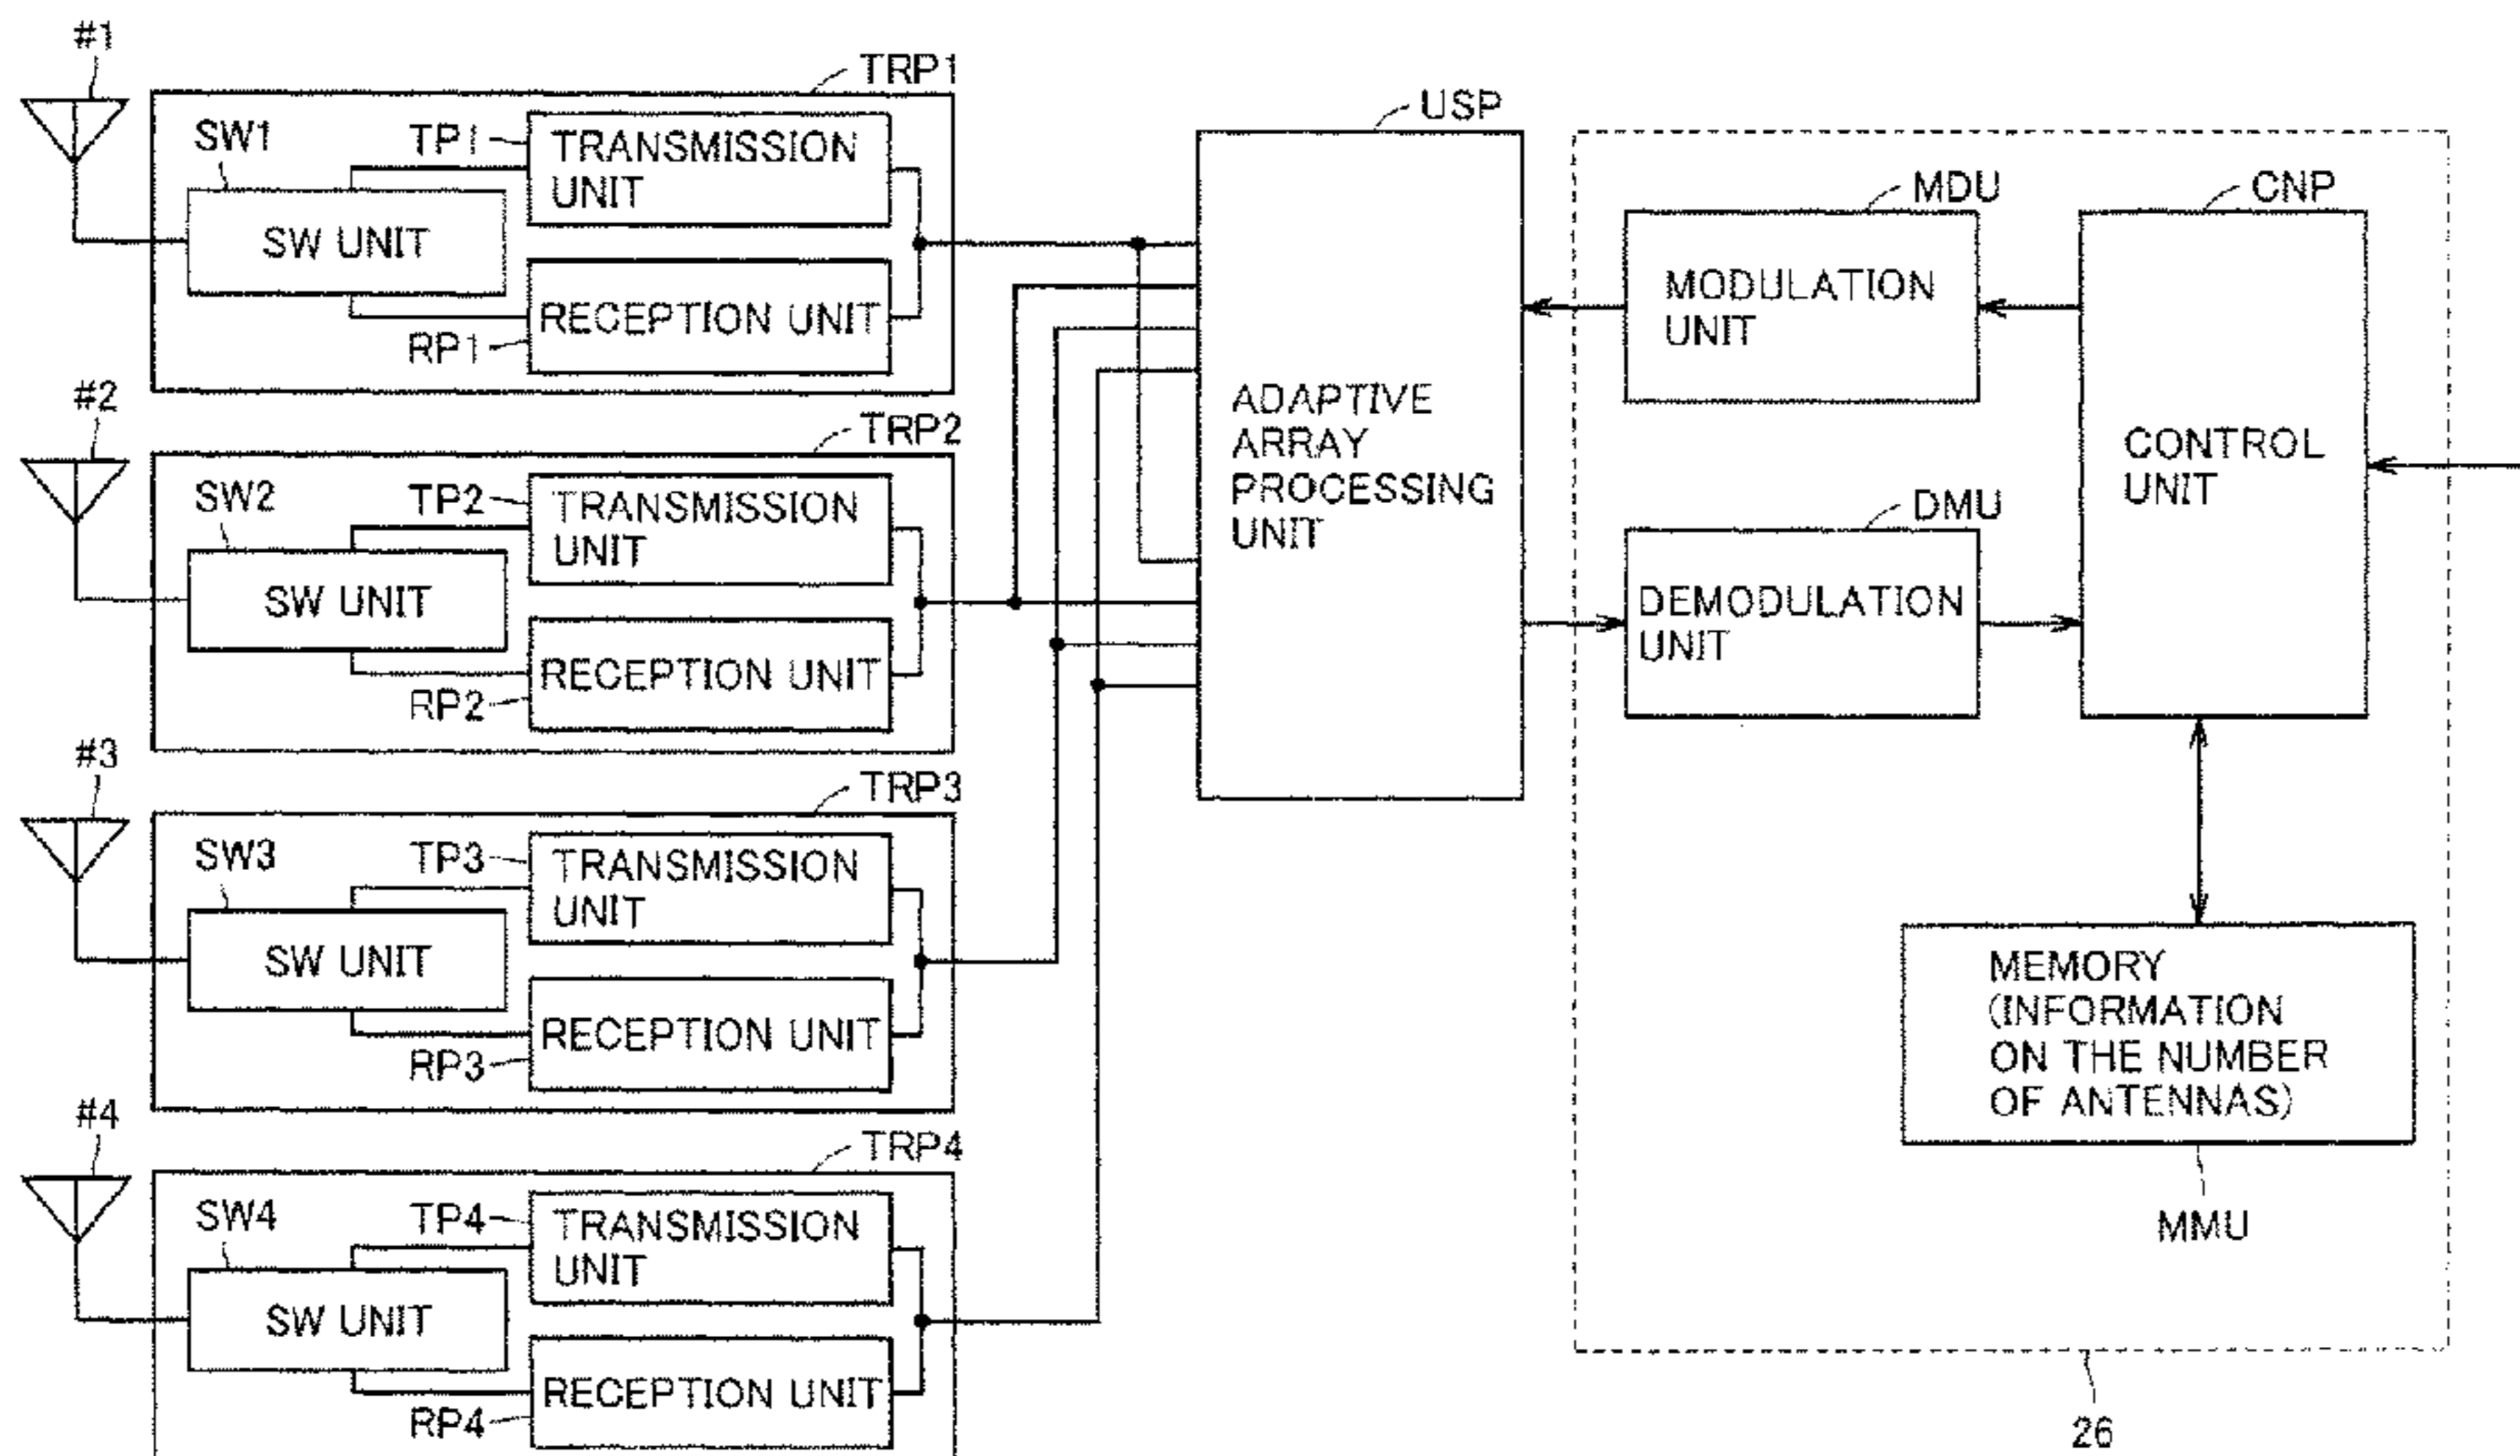 #1
TRP1
SW1
TP1
TRANSMISSION
UNIT
SW UNIT
RECEPTION UNIT
RP1
#2
TRP2
SW2
TP2
TRANSMISSION
UNIT
SW UNIT
RECEPTION UNIT
RP2
#3
TRP3
SW3
TP3
TRANSMISSION
UNIT
SW UNIT
RECEPTION UNIT
RP3
#4
TRP4
SW4
TP4
TRANSMISSION
UNIT
SW UNIT
RECEPTION UNIT
RP4
USP
ADAPTIVE
ARRAY
PROCESSING
UNIT
MDU
MODULATION
UNIT
CNP
CONTROL
UNIT
DMU
DEMODULATION
UNIT
MEMORY
(INFORMATION
ON THE NUMBER
OF ANTENNAS)
MMU
26